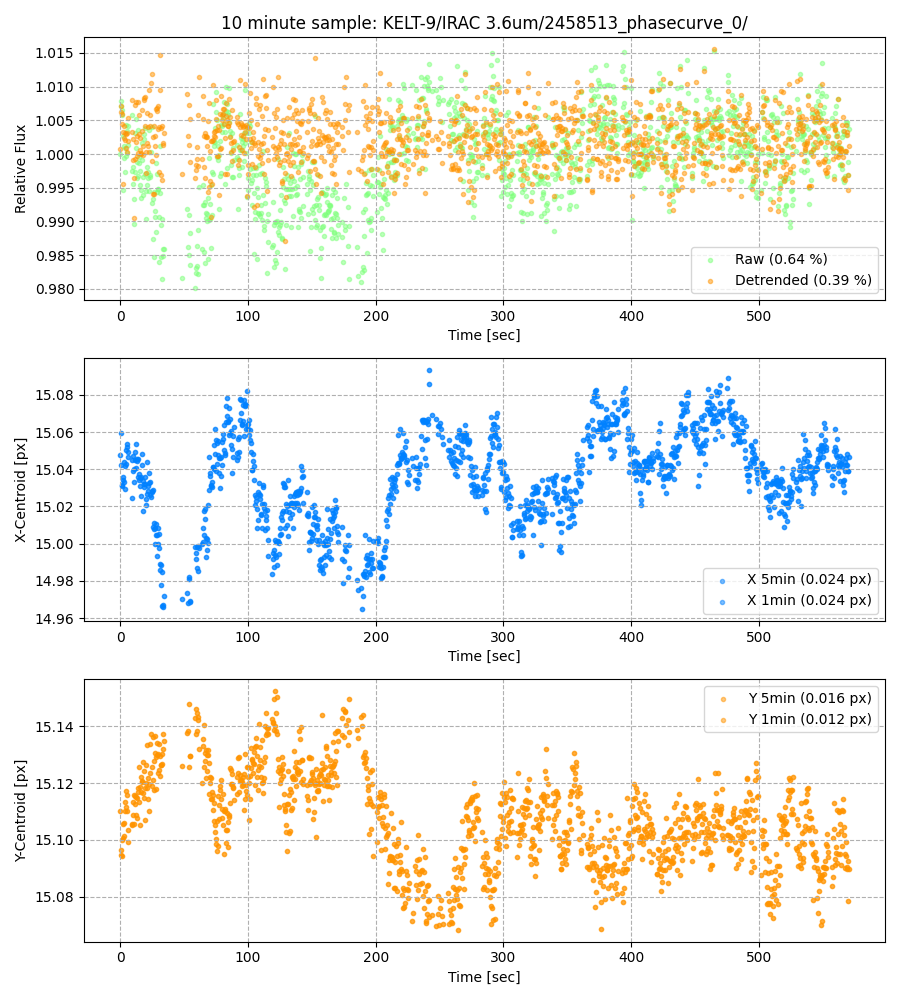 10 minute sample: KELT-9/IRAC 3.6um/2458513_phasecurve_0/
Relative Flux
1.015
1.010
1.005
1.000
0.995
0.990
0.985
0.980
Raw (0.64 %)
Detrended (0.39 %)
0 100 200 300 400 500
Time [sec]
X-Centroid [px]
15.08
15.06
15.04
15.02
15.00
14.98
14.96
X 5min (0.024 px)
X 1min (0.024 px)
0 100 200 300 400 500
Time [sec]
Y-Centroid [px]
15.14
15.12
15.10
15.08
Y 5min (0.016 px)
Y 1min (0.012 px)
0 100 200 300 400 500
Time [sec]